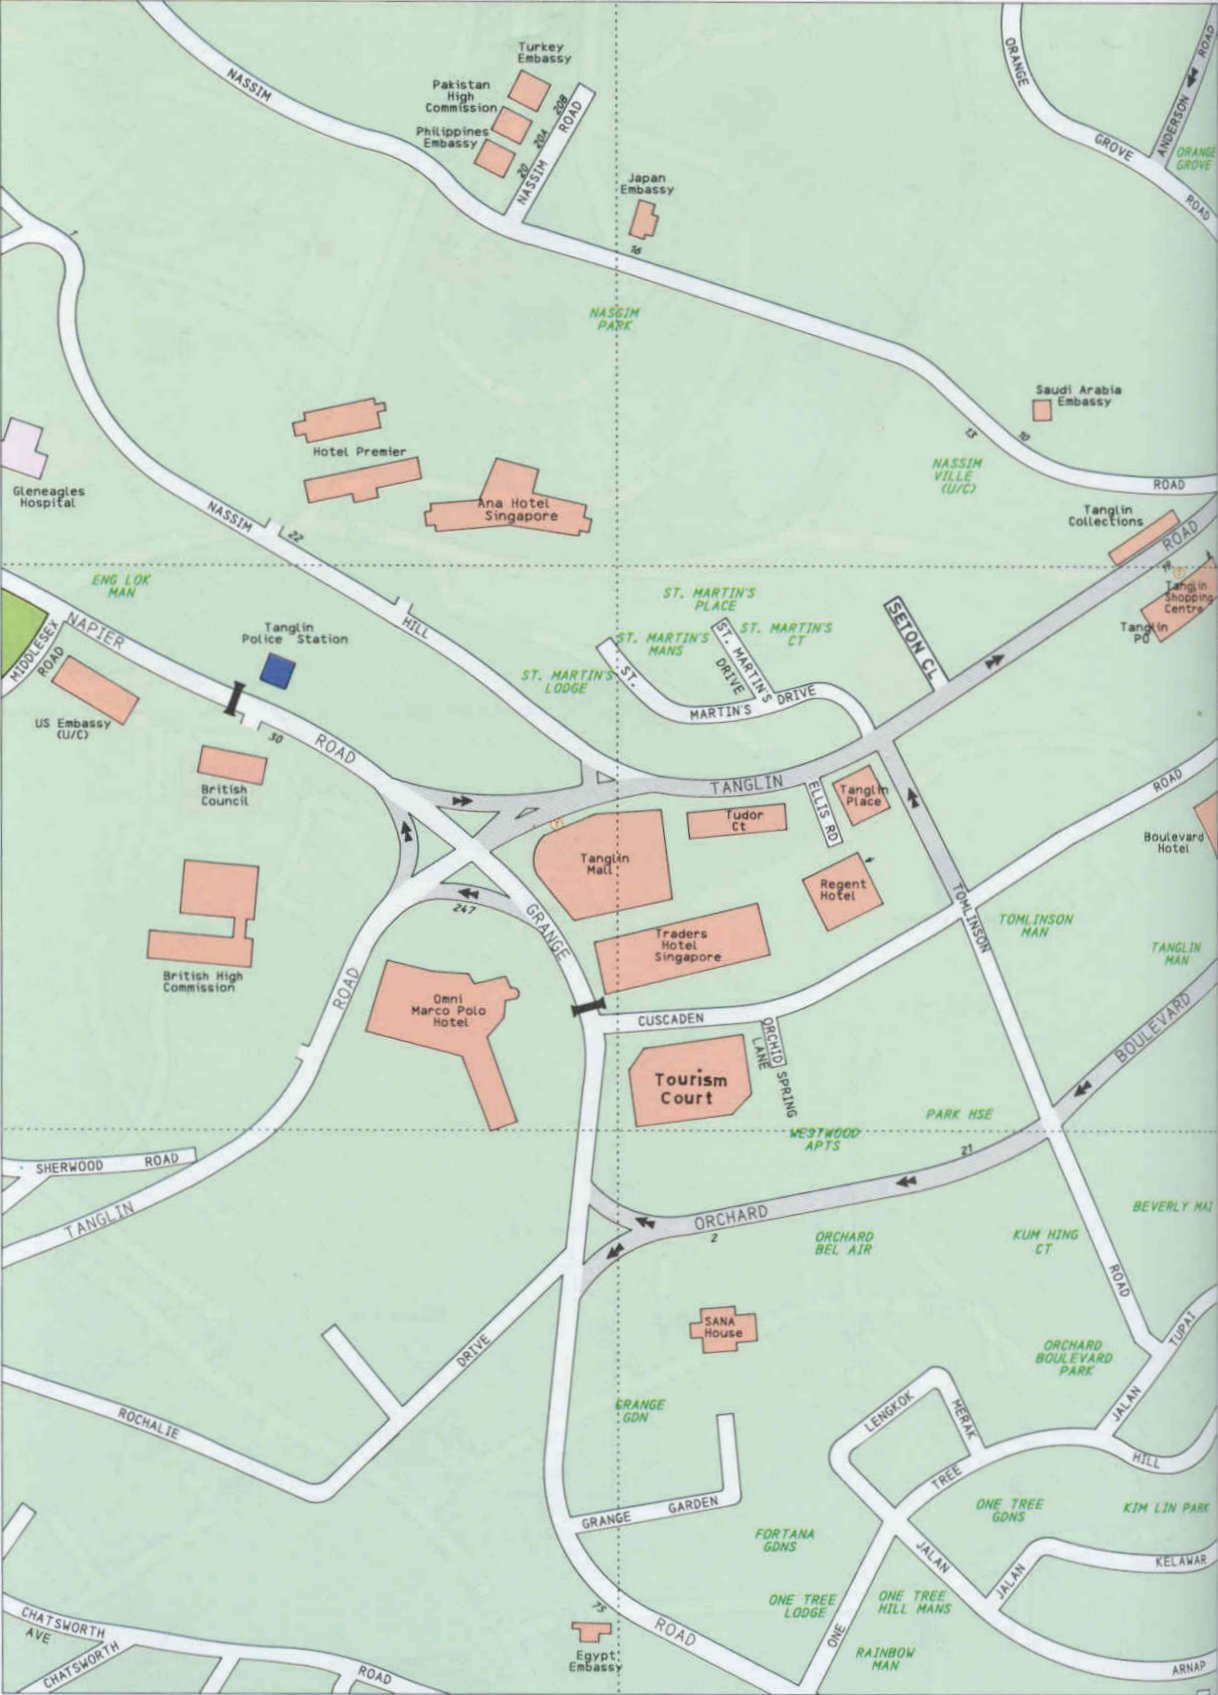 Turkey
Embassy
Pakistan
High
Commission
Philippines
Embassy
20B
20A
20
NASSIM
ROAD
NASSIM
ORANGE
GROVE
ROAD
ANDERSON
ROAD
ORANGE
GROVE
Japan
Embassy
16
1
NASSIM
PARK
Saudi Arabia
Embassy
13
10
NASSIM
VILLE
(U/C)
ROAD
Hotel Premier
Ana Hotel
Singapore
Gleneagles
Hospital
NASSIM
22
HILL
Tanglin
Collections
ROAD
19
Tanglin
Shopping
Centre
Tanglin
PO
ENG LOK
MAN
ST. MARTIN'S
PLACE
ST. MARTIN'S
MANS
ST. MARTIN'S
CT
ST. MARTIN'S
LODGE
ST. MARTIN'S
DRIVE
ST.
MARTIN'S
DRIVE
SETON CL
NAPIER
ROAD
MIDDLESEX
ROAD
Tanglin
Police Station
US Embassy
(U/C)
30
British
Council
TANGLIN
ELLIS RD
Tanglin
Place
Tudor
Ct
Tanglin
Mall
T
T
Regent
Hotel
ROAD
Boulevard
Hotel
247
GRANGE
Traders
Hotel
Singapore
TOMLINSON
TOMLINSON
MAN
TANGLIN
MAN
British High
Commission
ROAD
Omni
Marco Polo
Hotel
CUSCADEN
ORCHID SPRING
LANE
Tourism
Court
BOULEVARD
WESTWOOD
APTS
PARK HSE
21
SHERWOOD ROAD
TANGLIN
ORCHARD
2
ORCHARD
BEL AIR
KUM HING
CT
BEVERLY MAI
ROAD
SANA
House
DRIVE
ROCHALIE
GRANGE
GDN
ORCHARD
BOULEVARD
PARK
TUPAI
JALAN
LENGKOK
MERAK
TREE
HILL
GRANGE GARDEN
ONE TREE
GDNS
KIM LIN PARK
FORTANA
GDNS
JALAN
JALAN
KELAWAR
ONE TREE
LODGE
ONE TREE
HILL MANS
ONE
RAINBOW
MAN
ARNAP
75
ROAD
Egypt
Embassy
CHATSWORTH
AVE
CHATSWORTH
ROAD